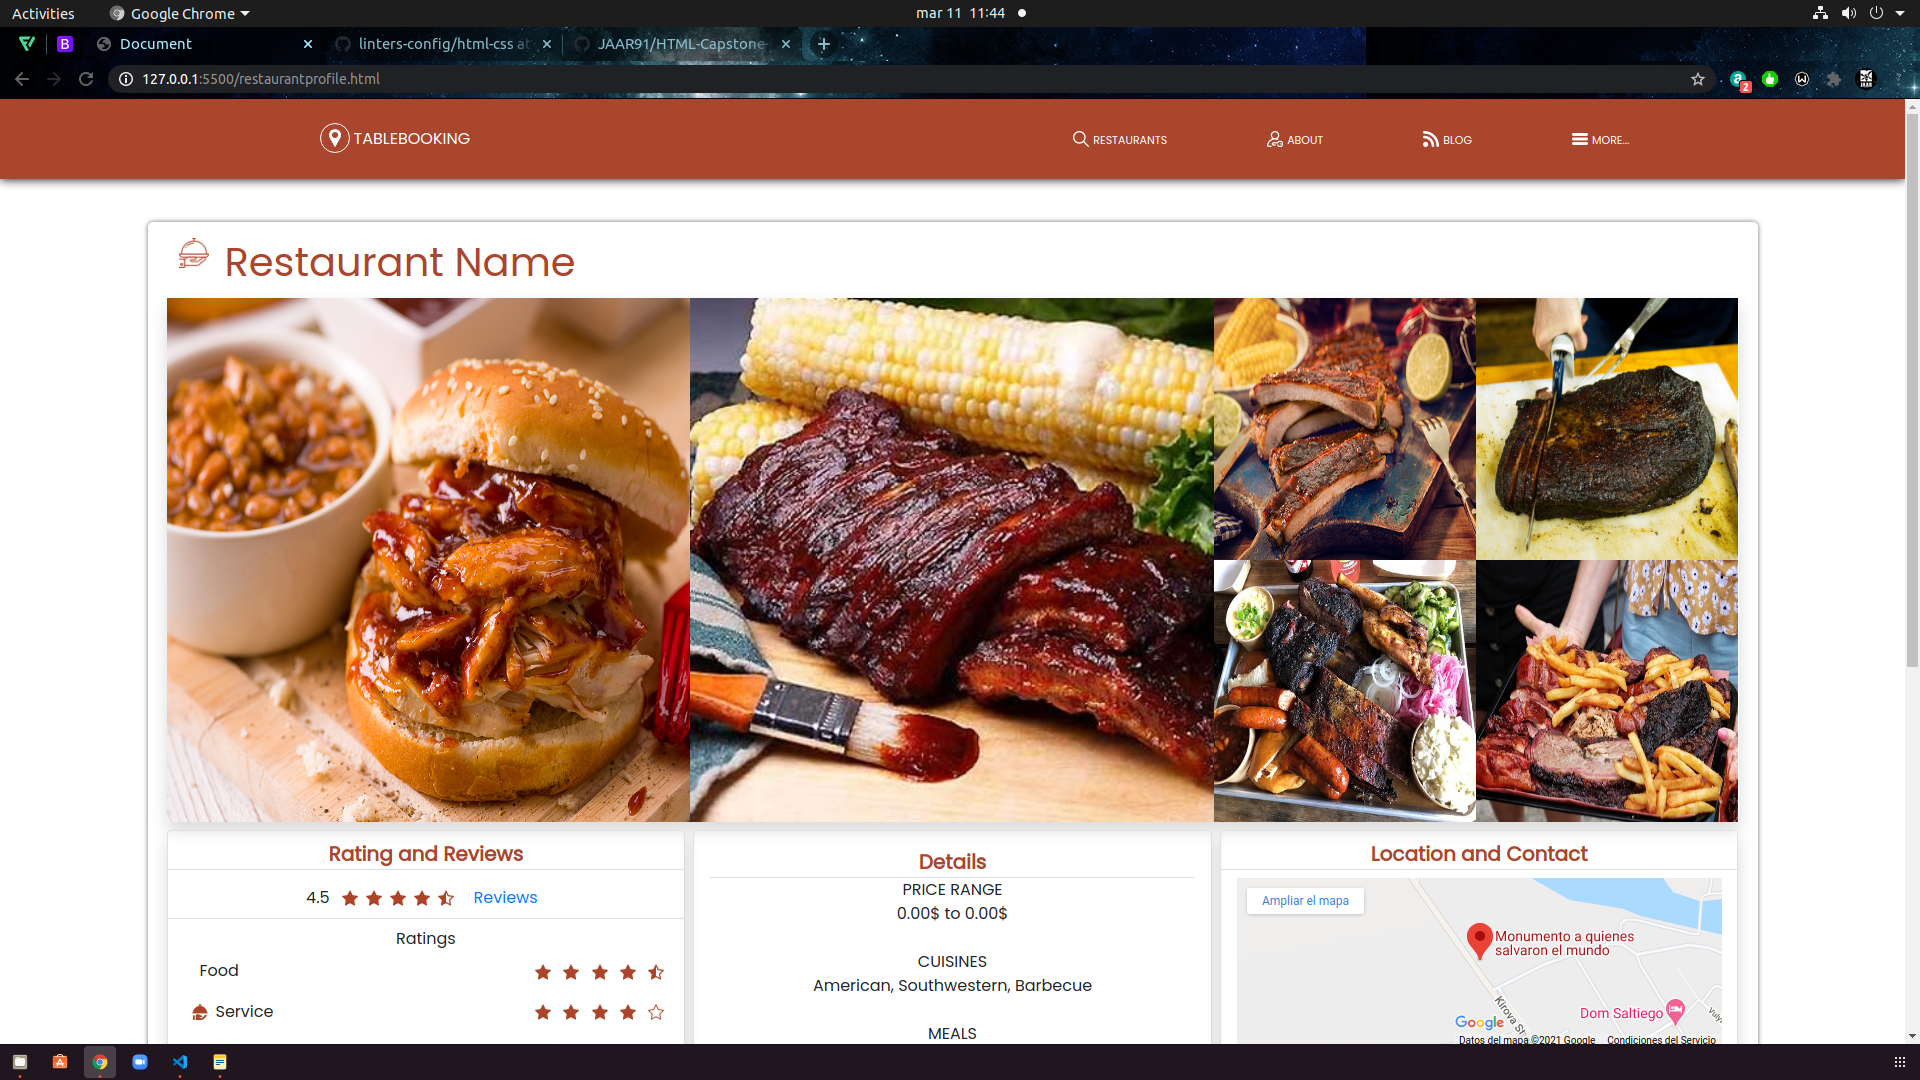 Activities
Google Chrome
mar 11 11:44
B
Document
linters-config/html-css at
JAAR91/HTML-Capstone
127.0.0.1:5500/restaurantprofile.html
2
TABLEBOOKING
RESTAURANTS
ABOUT
BLOG
MORE...
Restaurant Name
Rating and Reviews
4.5
Reviews
Ratings
Food
Service
Details
PRICE RANGE
0.00$ to 0.00$
CUISINES
American, Southwestern, Barbecue
MEALS
Location and Contact
Ampliar el mapa
Monumento a quienes
salvaron el mundo
Kirova St
Dom Saltiego
Vuly
Google
Datos del mapa ©2021 Google
Condiciones del Servicio